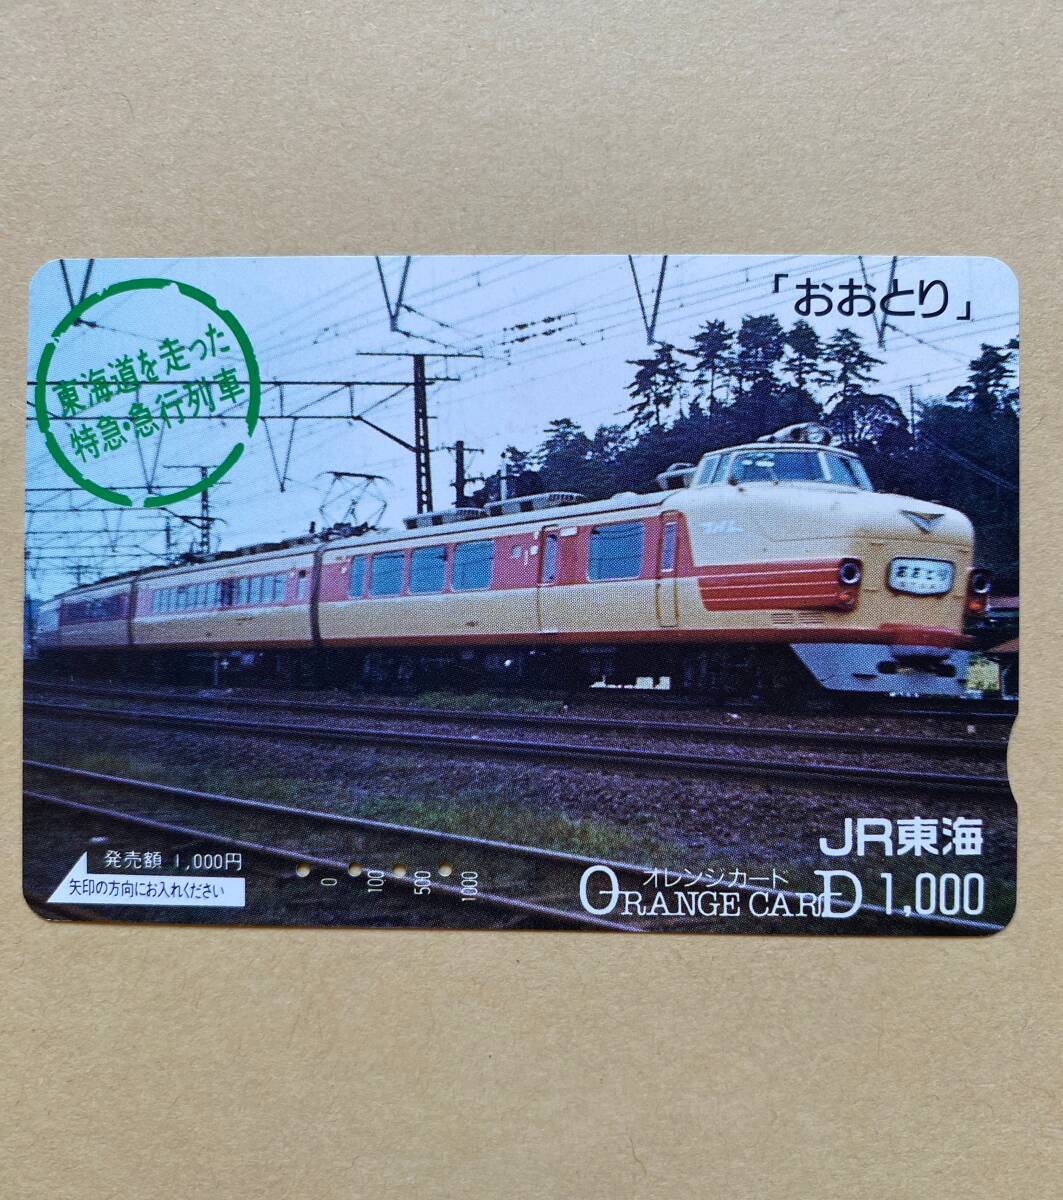 「おおとり」
東海道を走った
特急・急行列車
おおとり
JR東海
発売額 1,000円
矢印の方向にお入れください
0 100 500 1000
オレンジカード
ORANGE CARD 1,000